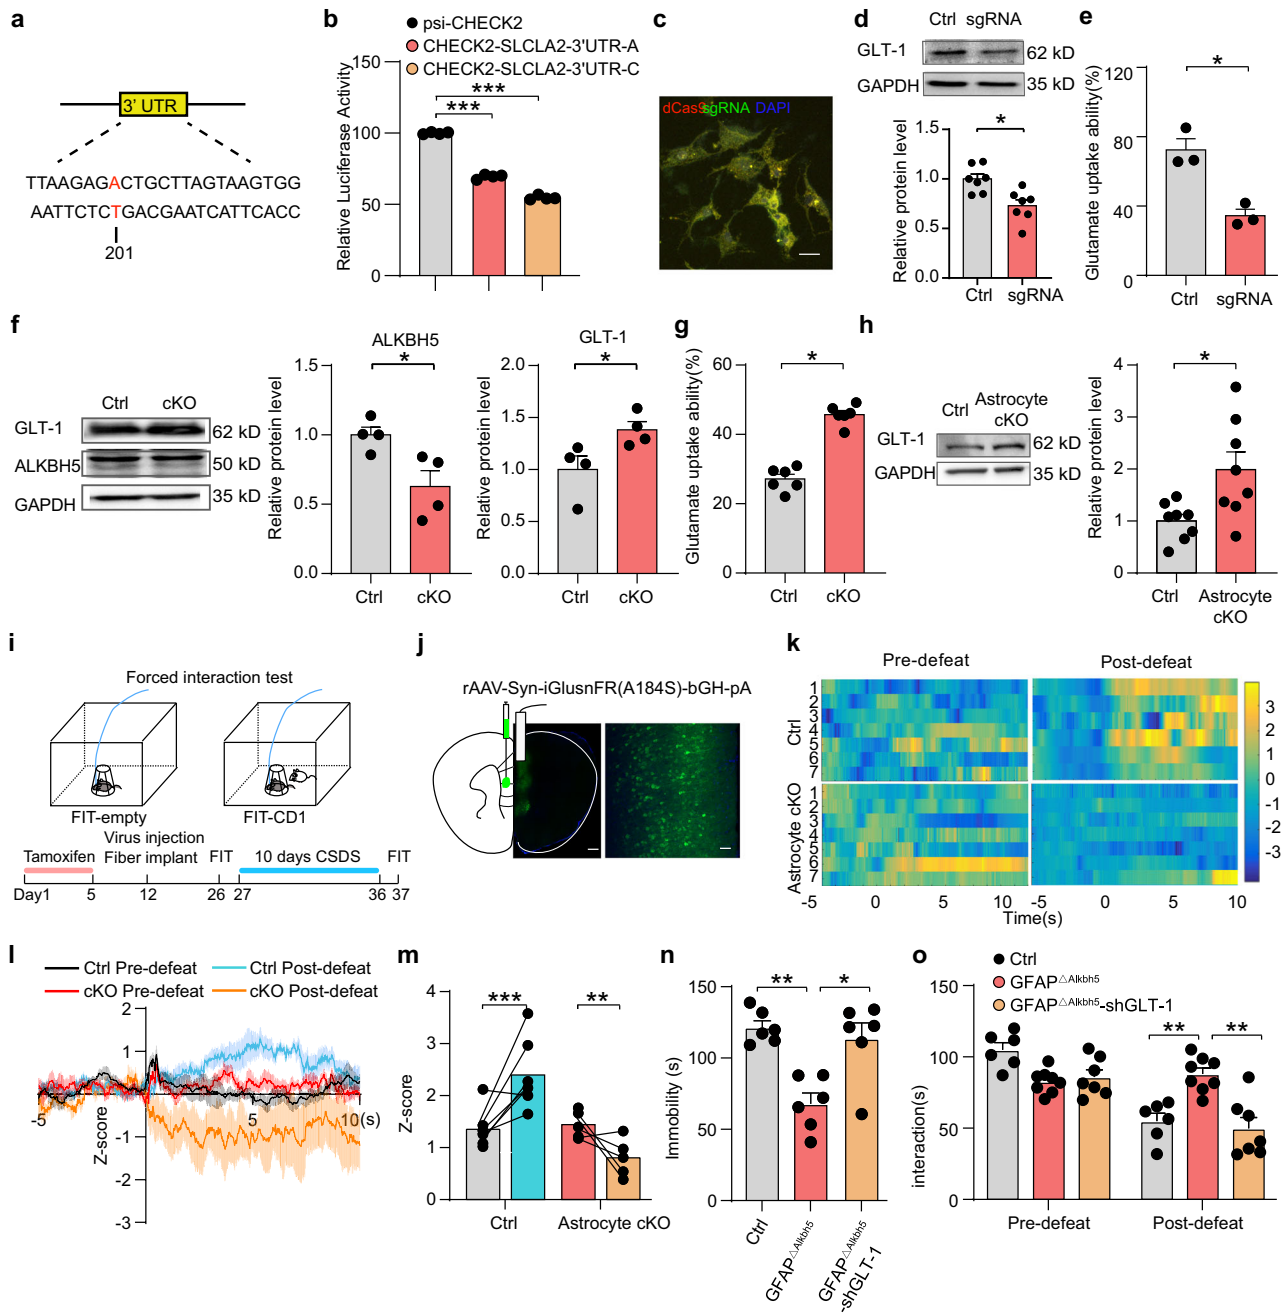 a
3' UTR
TTAAGAGACTGCTTAGTAAGTGG
AATTCTCTGACGAATCATTCACC
201
b
psi-CHECK2
CHECK2-SLCLA2-3'UTR-A
CHECK2-SLCLA2-3'UTR-C
Relative Luciferase Activity
150
100
50
0
***
***
c
dCas9 sgRNA DAPI
d
Ctrl sgRNA
GLT-1
62 kD
GAPDH
35 kD
Relative protein level
1.5
1.0
0.5
0.0
*
Ctrl
sgRNA
e
Glutamate uptake ability(%)
120
80
40
0
*
Ctrl
sgRNA
f
Ctrl
cKO
GLT-1
62 kD
ALKBH5
50 kD
GAPDH
35 kD
ALKBH5
Relative protein level
1.5
1.0
0.5
0.0
*
Ctrl
cKO
GLT-1
Relative protein level
2.0
1.5
1.0
0.5
0.0
*
Ctrl
cKO
g
Glutamate uptake ability(%)
60
40
20
0
*
Ctrl
cKO
h
Ctrl
Astrocyte
cKO
GLT-1
62 kD
GAPDH
35 kD
Relative protein level
4
3
2
1
0
*
Ctrl
Astrocyte
cKO
i
Forced interaction test
FIT-empty
FIT-CD1
Tamoxifen
Virus injection
Fiber implant
FIT
10 days CSDS
FIT
Day1
5
12
26
27
36
37
j
rAAV-Syn-iGlusnFR(A184S)-bGH-pA
k
Pre-defeat
Post-defeat
Ctrl
1
2
3
4
5
6
7
Astrocyte cKO
1
2
3
4
5
6
7
-5
0
5
10
-5
0
5
10
Time(s)
3
2
1
0
-1
-2
-3
l
Ctrl Pre-defeat
Ctrl Post-defeat
cKO Pre-defeat
cKO Post-defeat
Z-score
2
1
-1
-2
-3
-5
5
10(s)
m
Z-score
4
3
2
1
0
***
**
Ctrl
Astrocyte cKO
n
Immobility (s)
150
100
50
0
**
*
Ctrl
GFAP△Alkbh5
GFAP△Alkbh5
-shGLT-1
o
Ctrl
GFAP△Alkbh5
GFAP△Alkbh5-shGLT-1
interaction(s)
150
100
50
0
**
**
Pre-defeat
Post-defeat